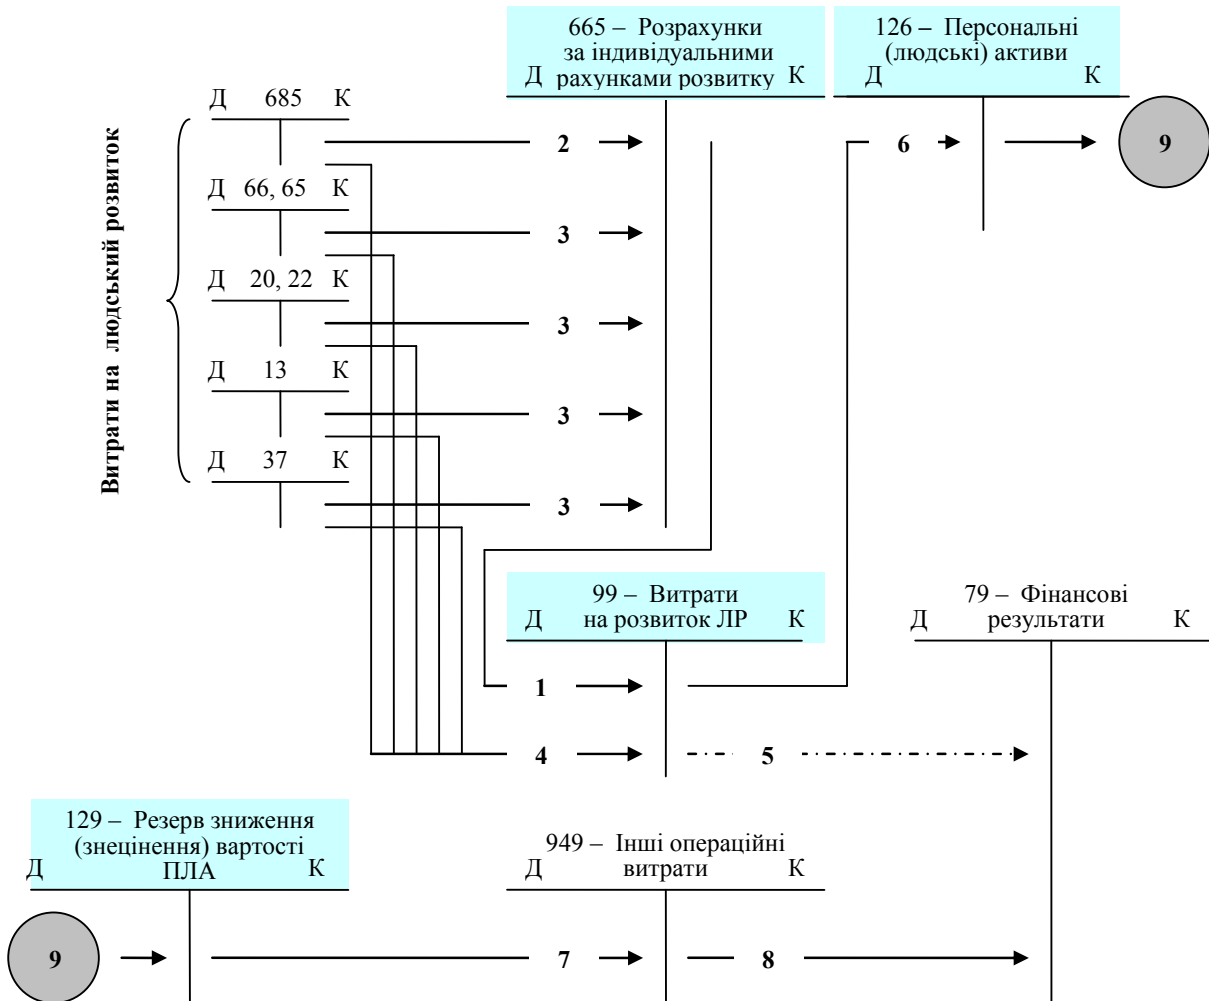 665 – Розрахунки
за індивідуальними
Д рахунками розвитку К
126 – Персональні
(людські) активи
Д К
Витрати на людський розвиток
Д 685 К
2
6
9
Д 66, 65 К
3
Д 20, 22 К
3
Д 13 К
3
Д 37 К
3
99 – Витрати
Д на розвиток ЛР К
79 – Фінансові
Д результати К
1
4
5
129 – Резерв зниження
(знецінення) вартості
Д ПЛА К
949 – Інші операційні
Д витрати К
9
7
8